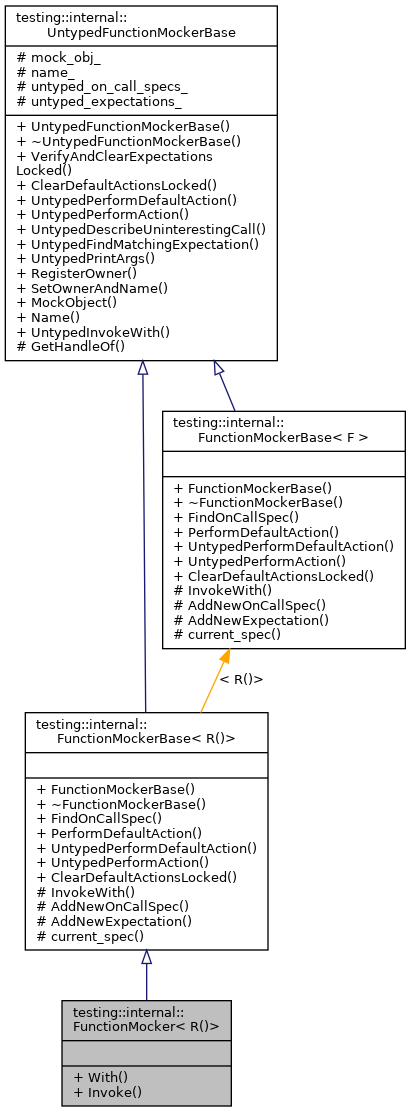 testing::internal::
UntypedFunctionMockerBase
# mock_obj_
# name_
# untyped_on_call_specs_
# untyped_expectations_
+ UntypedFunctionMockerBase()
+ ~UntypedFunctionMockerBase()
+ VerifyAndClearExpectations
Locked()
+ ClearDefaultActionsLocked()
+ UntypedPerformDefaultAction()
+ UntypedPerformAction()
+ UntypedDescribeUninterestingCall()
+ UntypedFindMatchingExpectation()
+ UntypedPrintArgs()
+ RegisterOwner()
+ SetOwnerAndName()
+ MockObject()
+ Name()
+ UntypedInvokeWith()
# GetHandleOf()
testing::internal::
FunctionMockerBase< F >
+ FunctionMockerBase()
+ ~FunctionMockerBase()
+ FindOnCallSpec()
+ PerformDefaultAction()
+ UntypedPerformDefaultAction()
+ UntypedPerformAction()
+ ClearDefaultActionsLocked()
# InvokeWith()
# AddNewOnCallSpec()
# AddNewExpectation()
# current_spec()
< R()>
testing::internal::
FunctionMockerBase< R()>
+ FunctionMockerBase()
+ ~FunctionMockerBase()
+ FindOnCallSpec()
+ PerformDefaultAction()
+ UntypedPerformDefaultAction()
+ UntypedPerformAction()
+ ClearDefaultActionsLocked()
# InvokeWith()
# AddNewOnCallSpec()
# AddNewExpectation()
# current_spec()
testing::internal::
FunctionMocker< R()>
+ With()
+ Invoke()